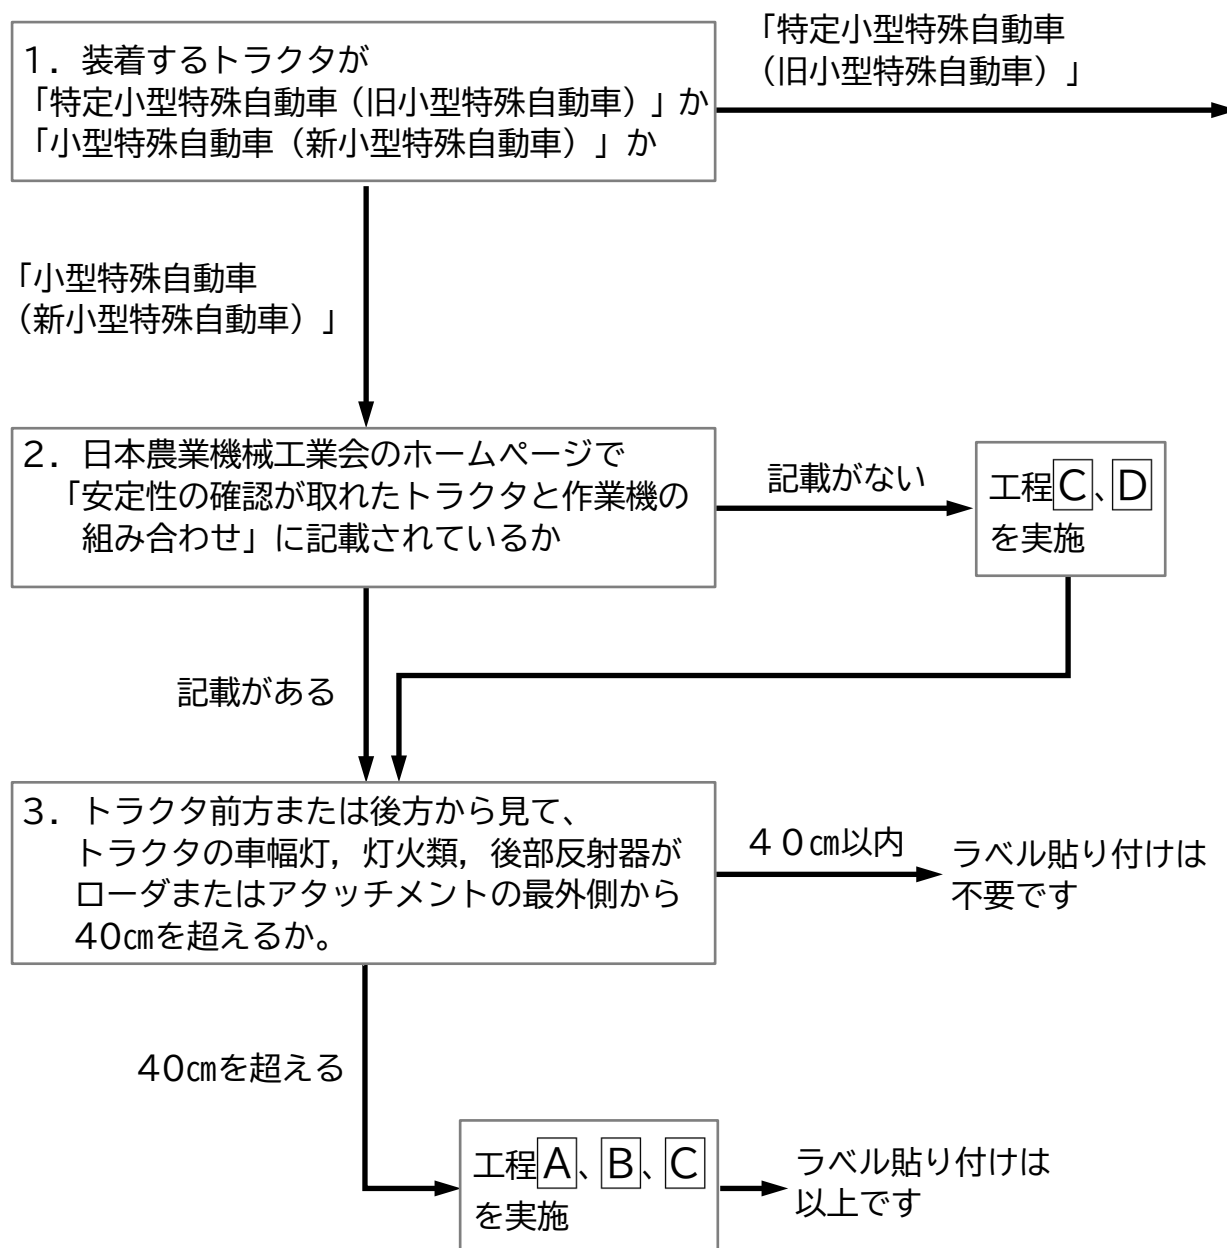 「特定小型特殊自動車
（旧小型特殊自動車）」
1．装着するトラクタが
「特定小型特殊自動車（旧小型特殊自動車）」か
「小型特殊自動車（新小型特殊自動車）」か
「小型特殊自動車
（新小型特殊自動車）」
2．日本農業機械工業会のホームページで
「安定性の確認が取れたトラクタと作業機の
組み合わせ」に記載されているか
記載がない
工程C、D
を実施
記載がある
3．トラクタ前方または後方から見て、
トラクタの車幅灯，灯火類，後部反射器が
ローダまたはアタッチメントの最外側から
40㎝を超えるか。
４０㎝以内
ラベル貼り付けは
不要です
40㎝を超える
工程A、B、C
を実施
ラベル貼り付けは
以上です